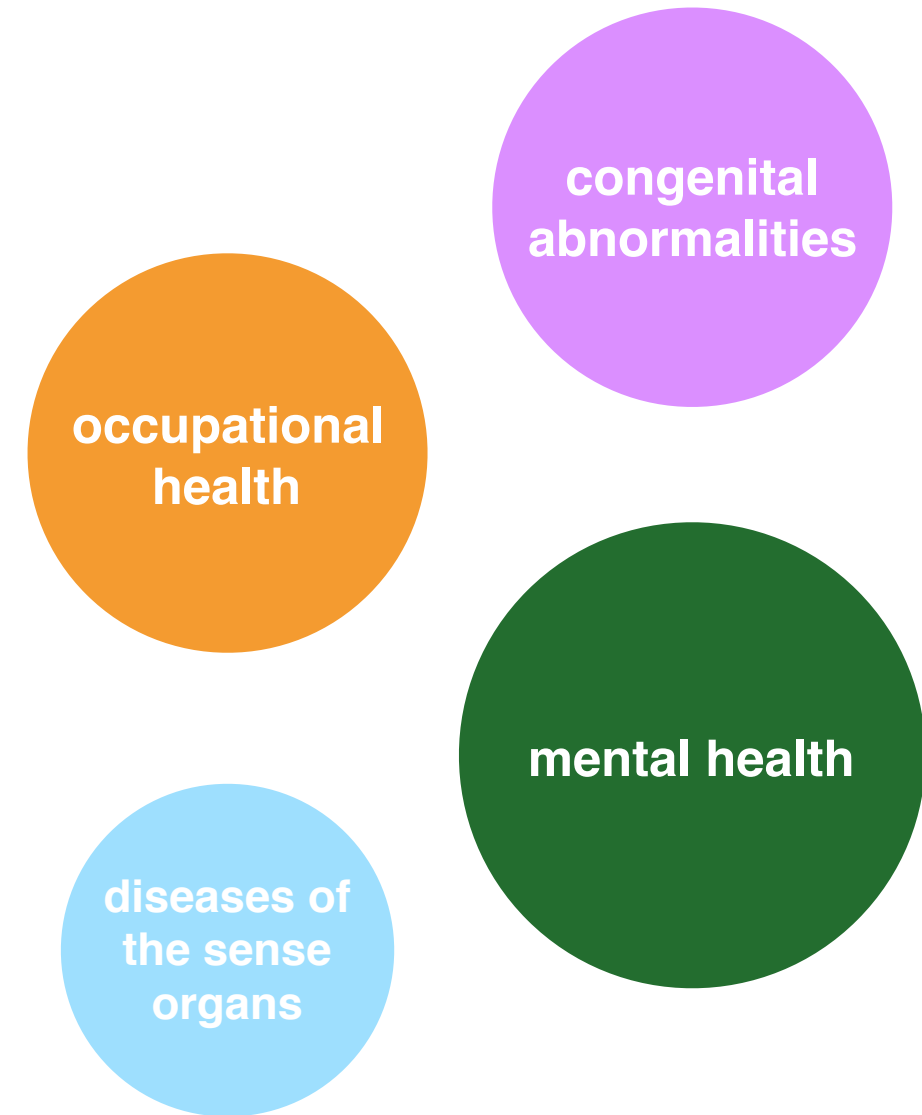 congenital
abnormalities
occupational
health
mental health
diseases of
the sense
organs